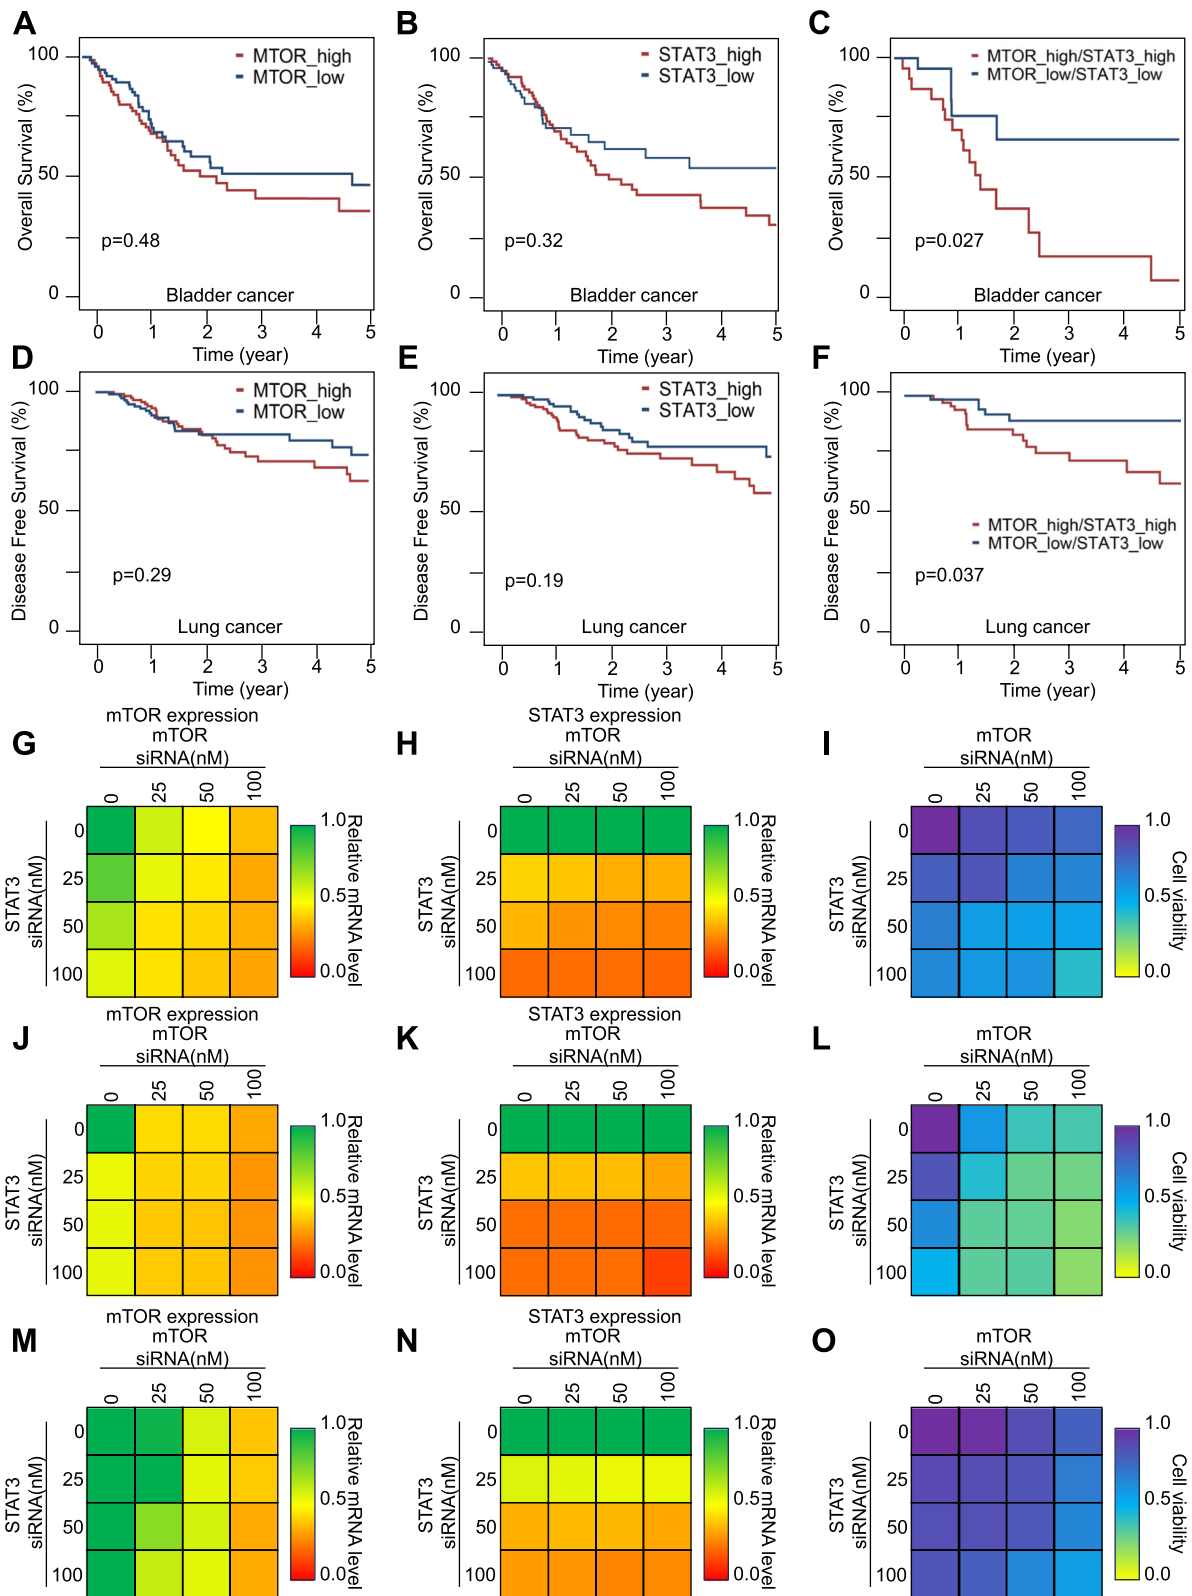 A
100
50
0
Overall Survival (%)
MTOR_high
MTOR_low
p=0.48
Bladder cancer
0 1 2 3 4 5
Time (year)
B
100
50
0
Overall Survival (%)
STAT3_high
STAT3_low
p=0.32
Bladder cancer
0 1 2 3 4 5
Time (year)
C
100
50
0
Overall Survival (%)
MTOR_high/STAT3_high
MTOR_low/STAT3_low
p=0.027
Bladder cancer
0 1 2 3 4 5
Time (year)
D
100
50
0
Disease Free Survival (%)
MTOR_high
MTOR_low
p=0.29
Lung cancer
0 1 2 3 4 5
Time (year)
E
100
50
0
Disease Free Survival (%)
STAT3_high
STAT3_low
p=0.19
Lung cancer
0 1 2 3 4 5
Time (year)
F
100
50
0
Disease Free Survival (%)
MTOR_high/STAT3_high
MTOR_low/STAT3_low
p=0.037
Lung cancer
0 1 2 3 4 5
Time (year)
G
mTOR expression
mTOR
siRNA(nM)
0 25 50 100
STAT3
siRNA(nM)
0
25
50
100
1.0
0.5
0.0
Relative mRNA level
H
STAT3 expression
mTOR
siRNA(nM)
0 25 50 100
STAT3
siRNA(nM)
0
25
50
100
1.0
0.5
0.0
Relative mRNA level
I
mTOR
siRNA(nM)
0 25 50 100
STAT3
siRNA(nM)
0
25
50
100
1.0
0.5
0.0
Cell viability
J
mTOR expression
mTOR
siRNA(nM)
0 25 50 100
STAT3
siRNA(nM)
0
25
50
100
1.0
0.5
0.0
Relative mRNA level
K
STAT3 expression
mTOR
siRNA(nM)
0 25 50 100
STAT3
siRNA(nM)
0
25
50
100
1.0
0.5
0.0
Relative mRNA level
L
mTOR
siRNA(nM)
0 25 50 100
STAT3
siRNA(nM)
0
25
50
100
1.0
0.5
0.0
Cell viability
M
mTOR expression
mTOR
siRNA(nM)
0 25 50 100
STAT3
siRNA(nM)
0
25
50
100
1.0
0.5
0.0
Relative mRNA level
N
STAT3 expression
mTOR
siRNA(nM)
0 25 50 100
STAT3
siRNA(nM)
0
25
50
100
1.0
0.5
0.0
Relative mRNA level
O
mTOR
siRNA(nM)
0 25 50 100
STAT3
siRNA(nM)
0
25
50
100
1.0
0.5
0.0
Cell viability